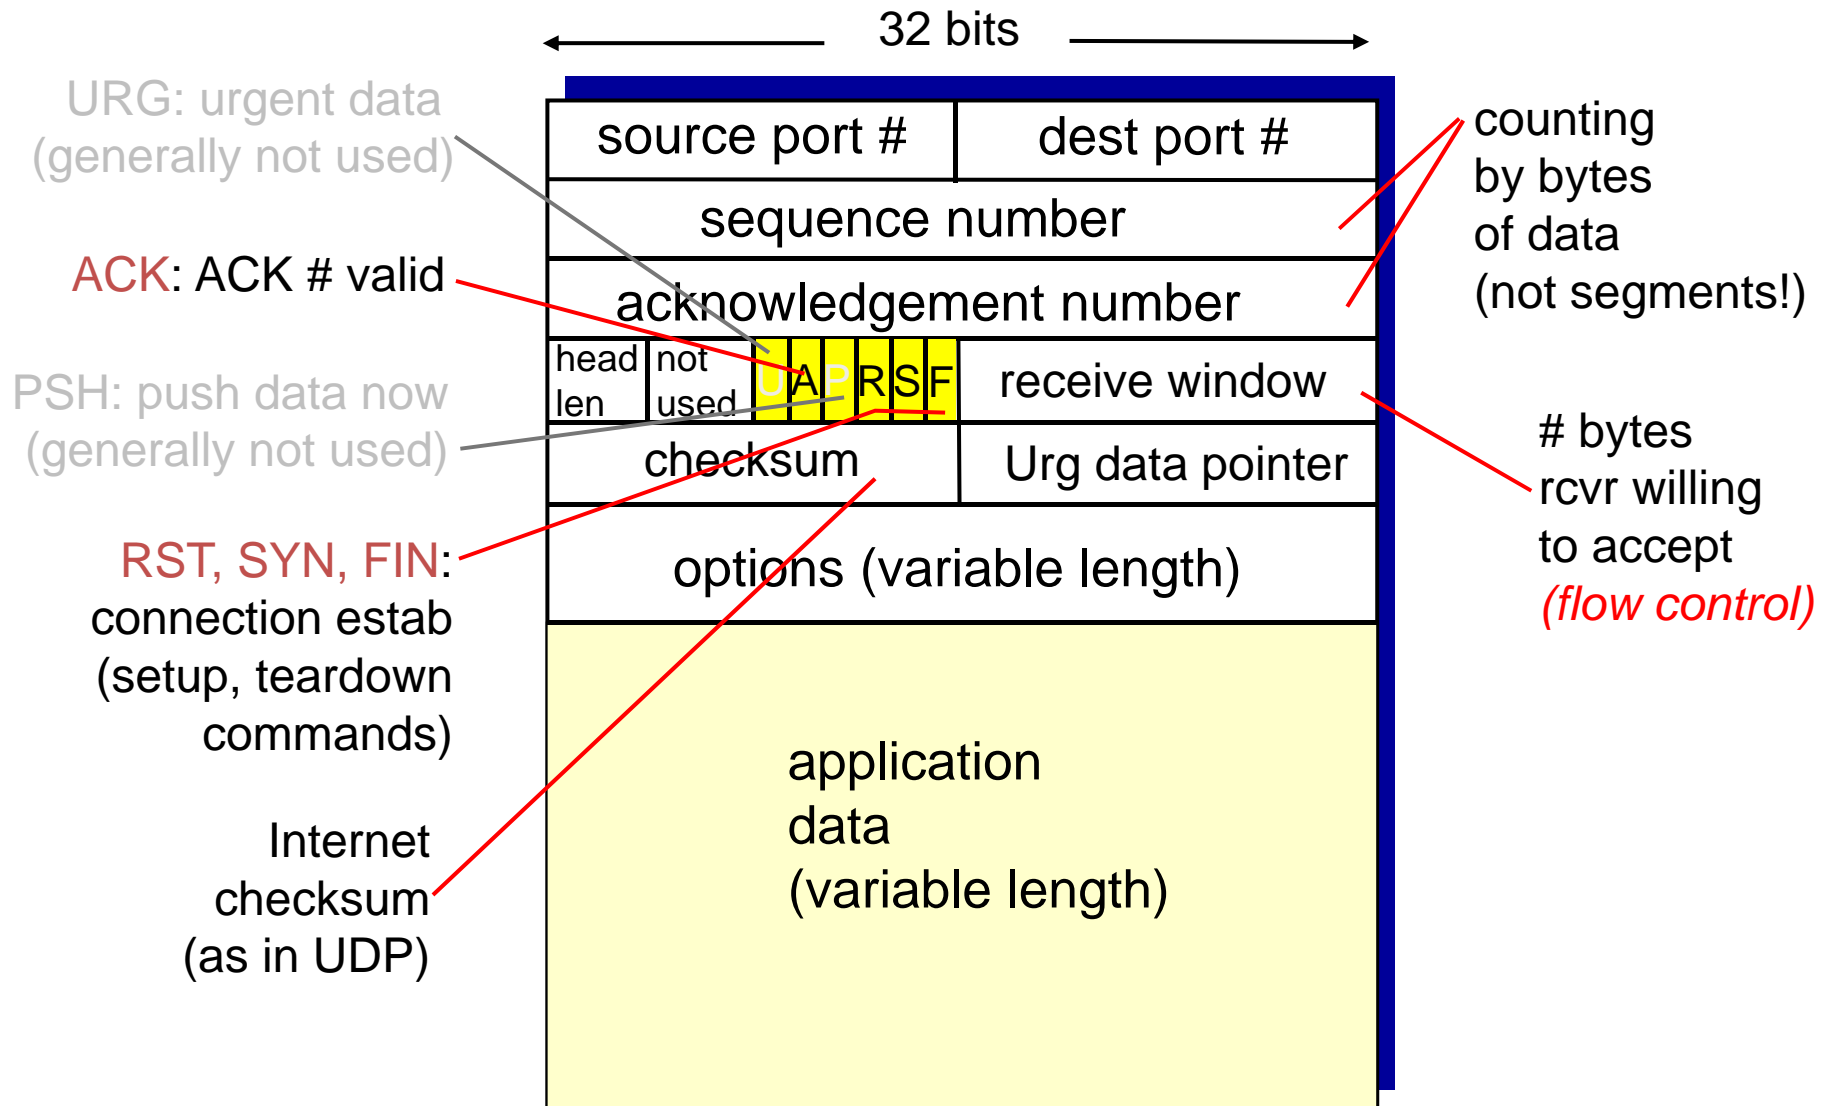 32 bits
URG: urgent data
(generally not used)
ACK: ACK # valid
PSH: push data now
(generally not used)
RST, SYN, FIN:
connection estab
(setup, teardown
commands)
Internet
checksum
(as in UDP)
source port #
dest port #
sequence number
acknowledgement number
head
len
not
used
U
A
P
R
S
F
receive window
checksum
Urg data pointer
options (variable length)
application
data
(variable length)
counting
by bytes
of data
(not segments!)
# bytes
rcvr willing
to accept
(flow control)